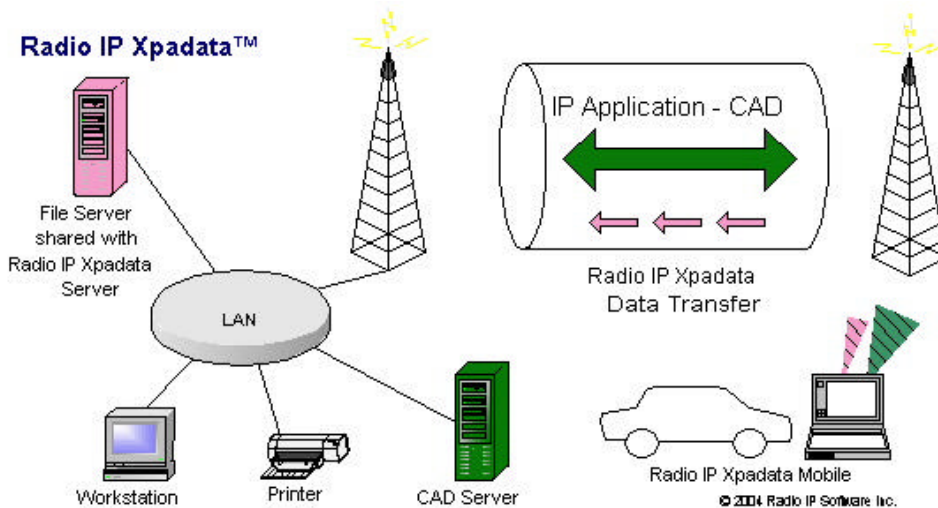 Radio IP Xpadata™
IP Application - CAD
File Server
shared with
Radio IP Xpadata
Server
Radio IP Xpadata
Data Transfer
LAN
Workstation
Printer
CAD Server
Radio IP Xpadata Mobile
© 2004 Radio IP Software Inc.